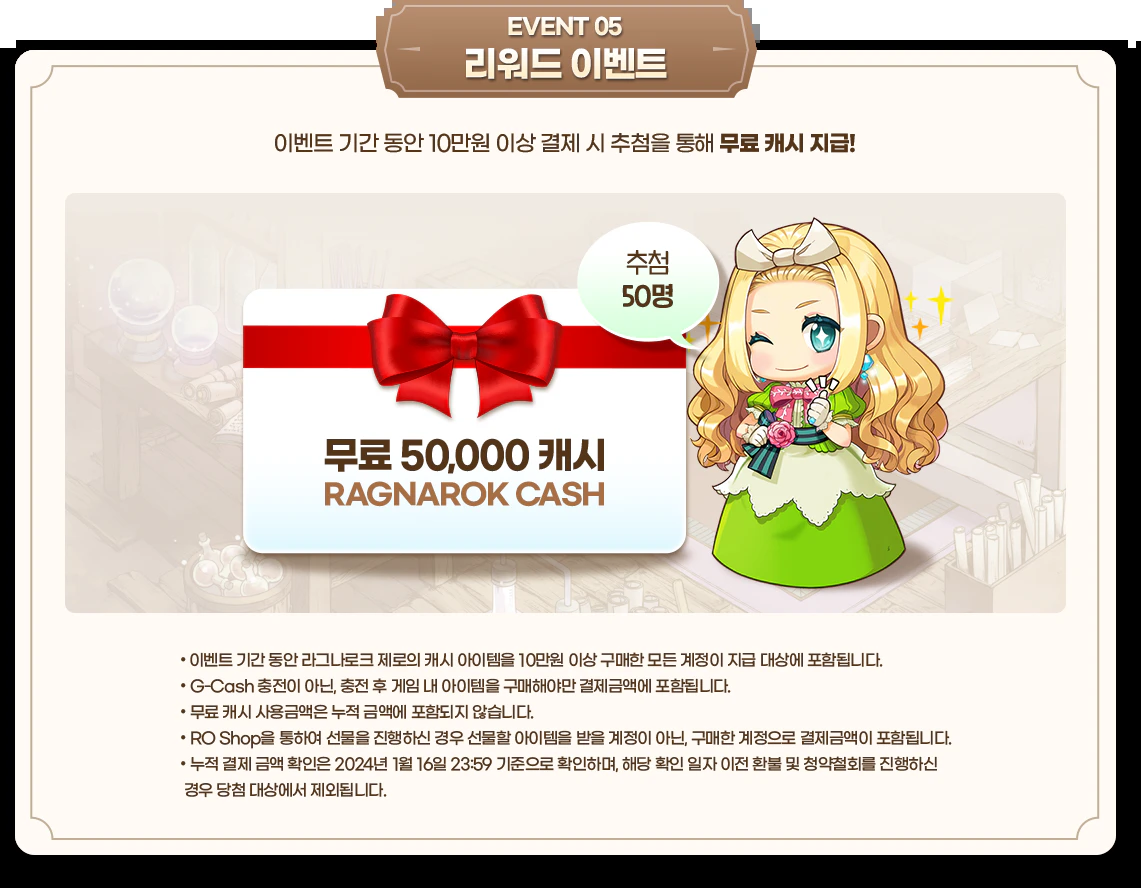 EVENT 05
리워드 이벤트
이벤트 기간 동안 10만원 이상 결제 시 추첨을 통해 무료 캐시 지급!
추첨
50명
무료 50,000 캐시
RAGNAROK CASH
• 이벤트 기간 동안 라그나로크 제로의 캐시 아이템을 10만원 이상 구매한 모든 계정이 지급 대상에 포함됩니다.
• G-Cash 충전이 아닌, 충전 후 게임 내 아이템을 구매해야만 결제금액에 포함됩니다.
• 무료 캐시 사용금액은 누적 금액에 포함되지 않습니다.
• RO Shop을 통하여 선물을 진행하신 경우 선물할 아이템을 받을 계정이 아닌, 구매한 계정으로 결제금액이 포함됩니다.
• 누적 결제 금액 확인은 2024년 1월 16일 23:59 기준으로 확인하며, 해당 확인 일자 이전 환불 및 청약철회를 진행하신
경우 당첨 대상에서 제외됩니다.